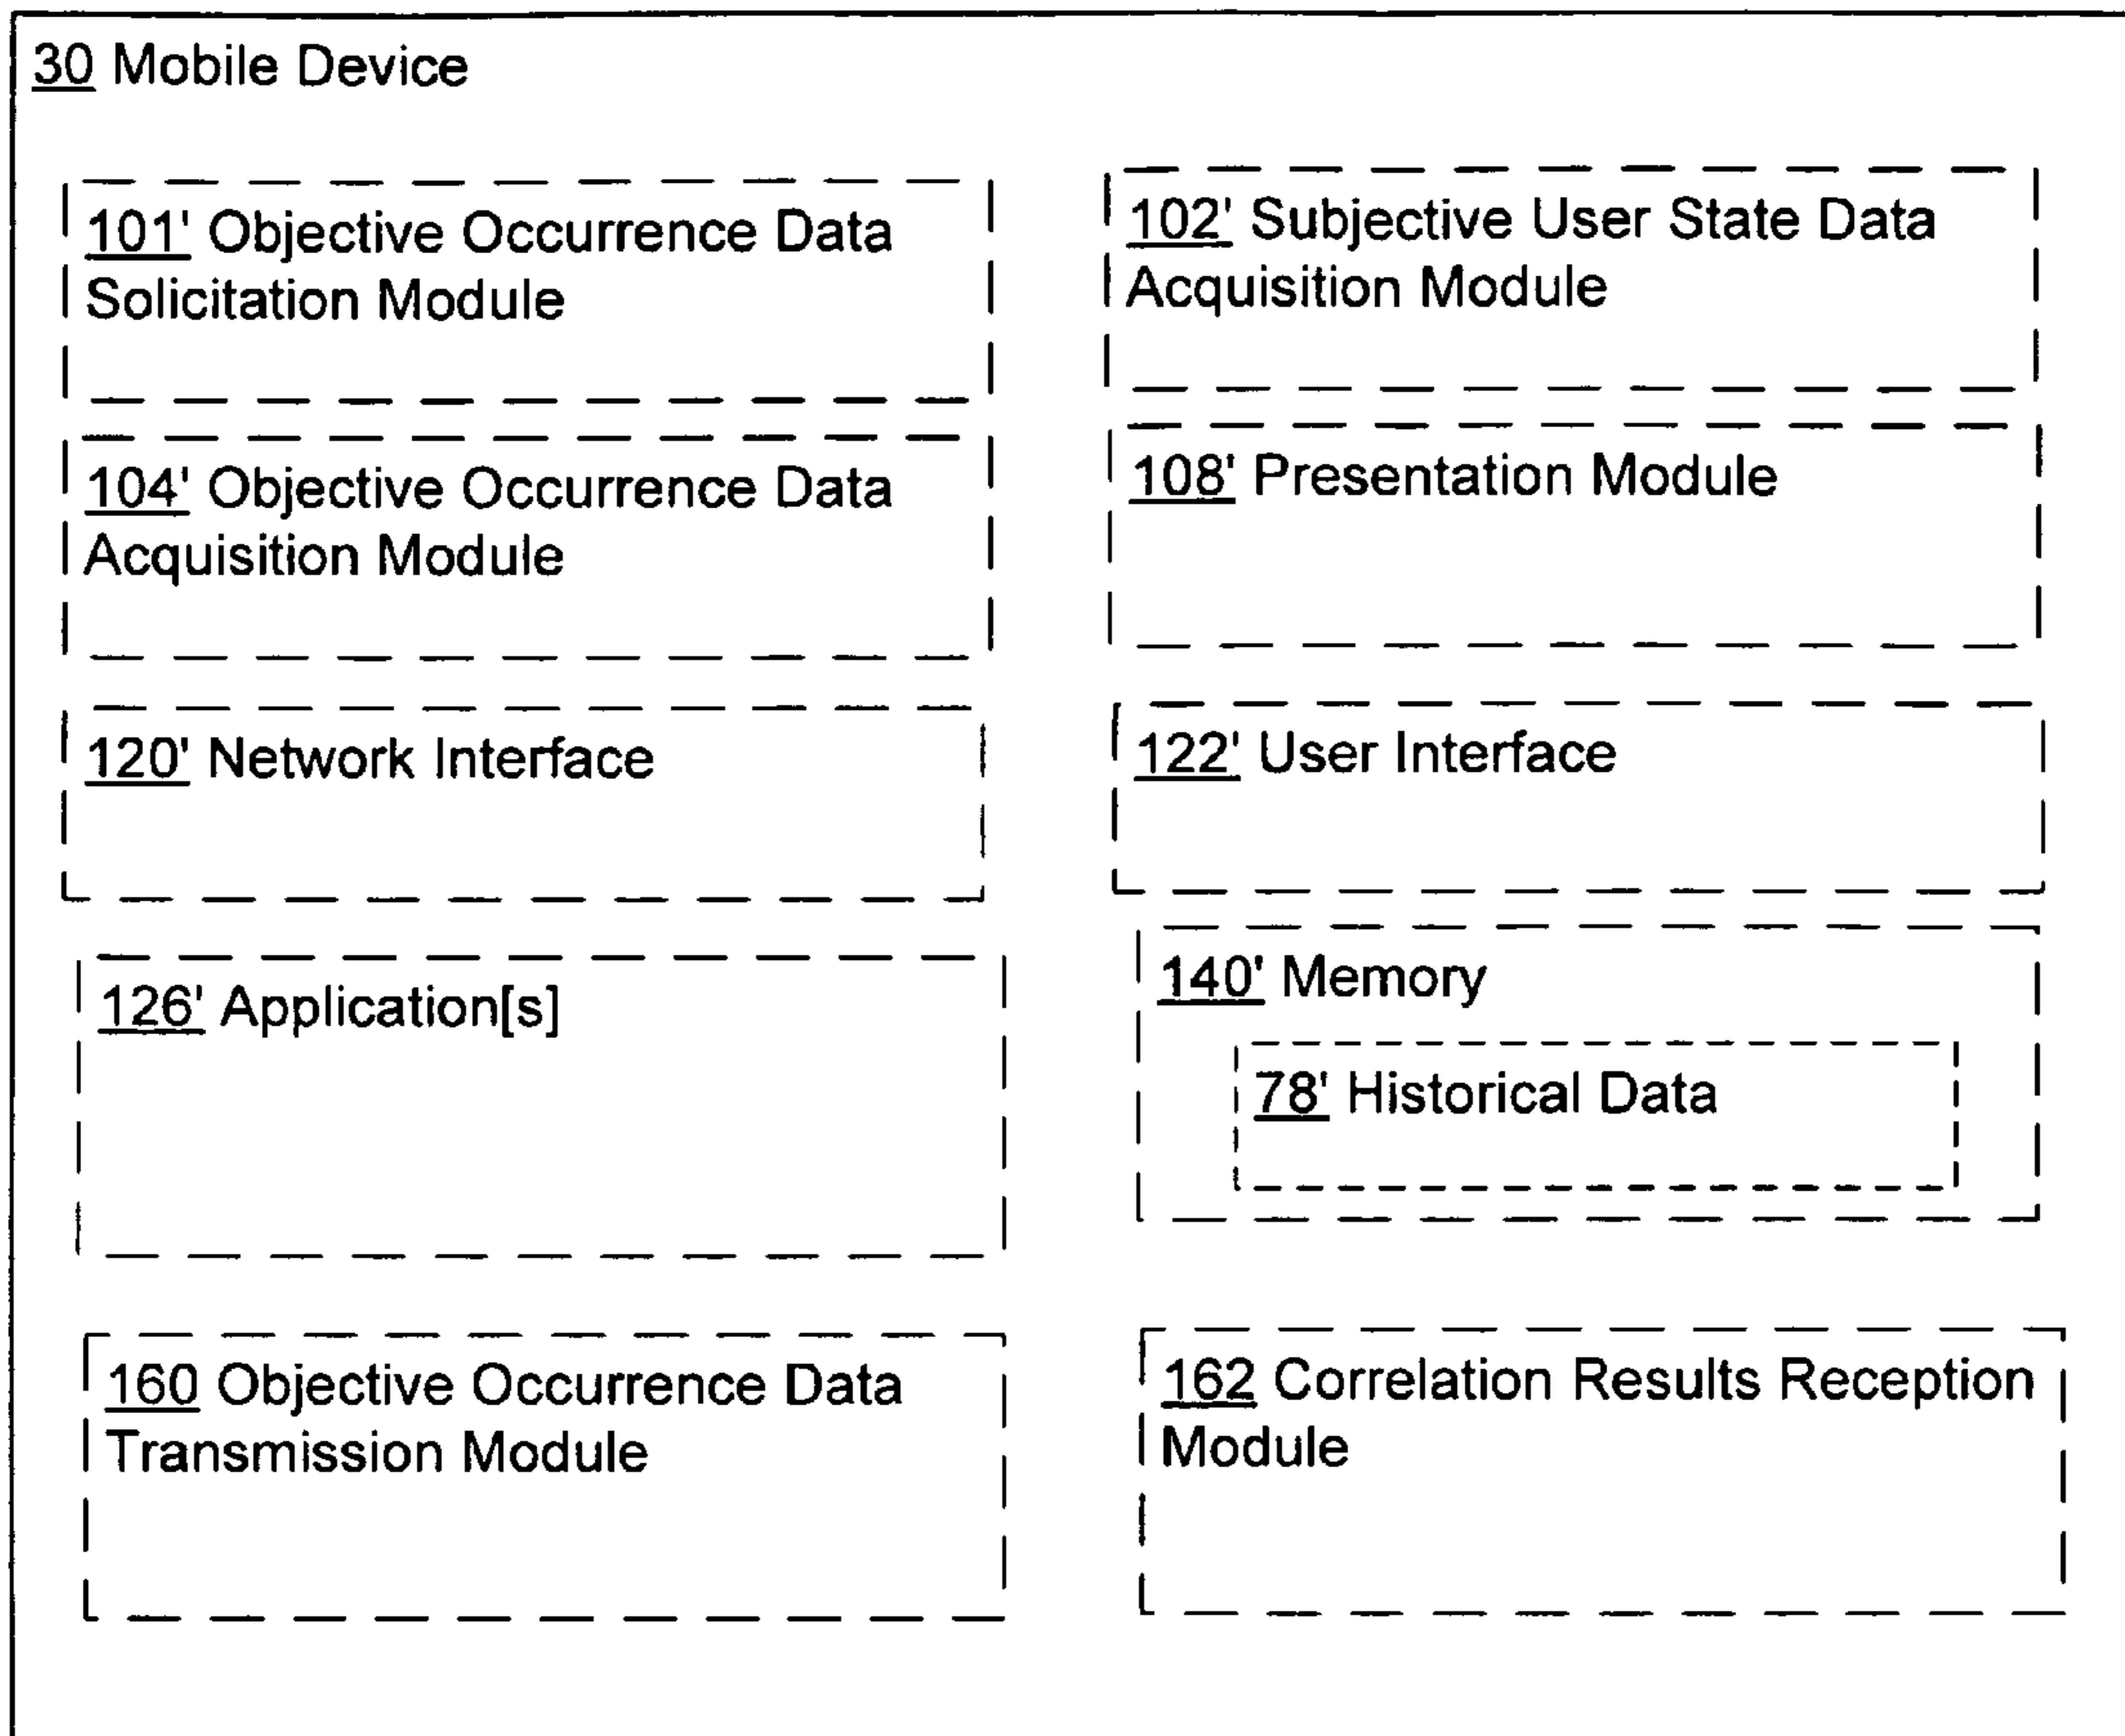 30 Mobile Device
101' Objective Occurrence Data
Solicitation Module
102' Subjective User State Data
Acquisition Module
104' Objective Occurrence Data
Acquisition Module
108' Presentation Module
120' Network Interface
122' User Interface
126' Application[s]
140' Memory
78' Historical Data
160 Objective Occurrence Data
Transmission Module
162 Correlation Results Reception
Module